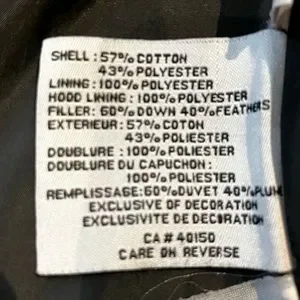 SHELL : 57% COTTON
43% POLYESTER
LINING : 100% POLYESTER
HOOD LINING : 100% POLYESTER
FILLER: 60% DOWN 40% FEATHERS
EXTERIEUR: 57% COTON
43% POLIESTER
DOUBLURE : 100% POLIESTER
DOUBLURE DU CAPUCHON :
100% POLIESTER
REMPLISSAGE: 60% DUVET 40% PLUM
EXCLUSIVE OF DECORATION
EXCLUSIVITE DE DECORATION
CA# 40150
CARE ON REVERSE